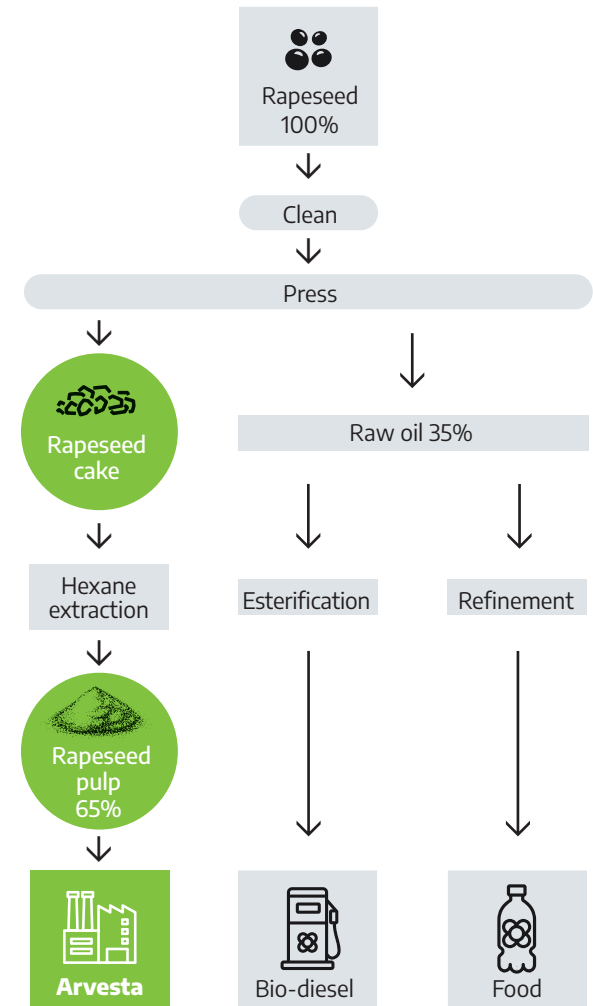 Rapeseed
100%
Clean
Press
Rapeseed
cake
Raw oil 35%
Hexane
extraction
Esterification
Refinement
Rapeseed
pulp
65%
Arvesta
Bio-diesel
Food